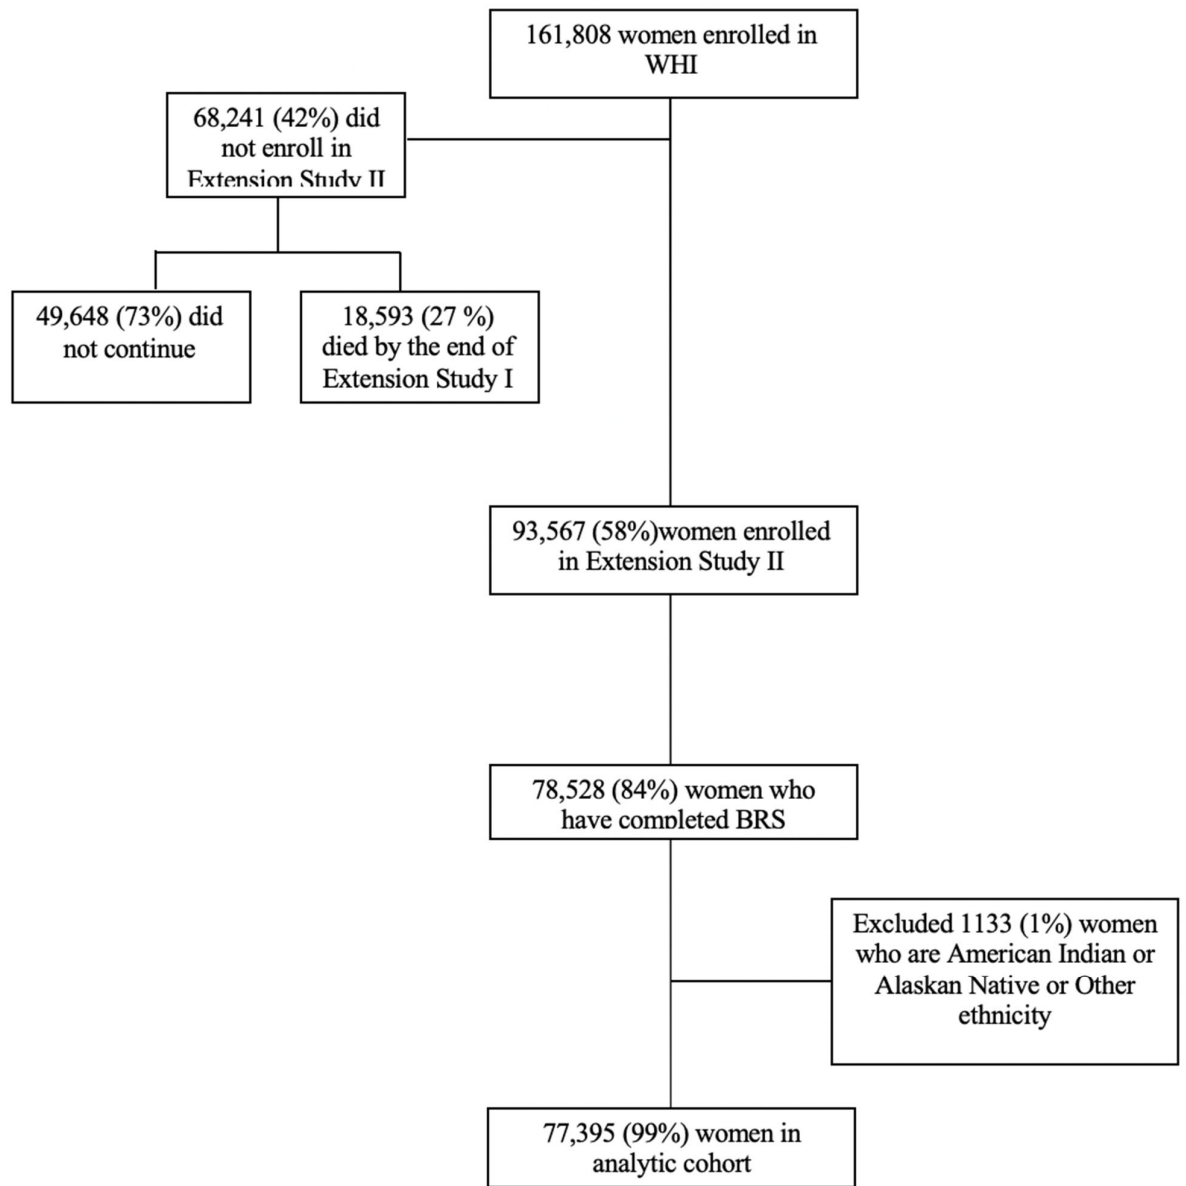 161,808 women enrolled in
WHI
68,241 (42%) did
not enroll in
Extension Study II
49,648 (73%) did
not continue
18,593 (27 %)
died by the end of
Extension Study I
93,567 (58%)women enrolled
in Extension Study II
78,528 (84%) women who
have completed BRS
Excluded 1133 (1%) women
who are American Indian or
Alaskan Native or Other
ethnicity
77,395 (99%) women in
analytic cohort